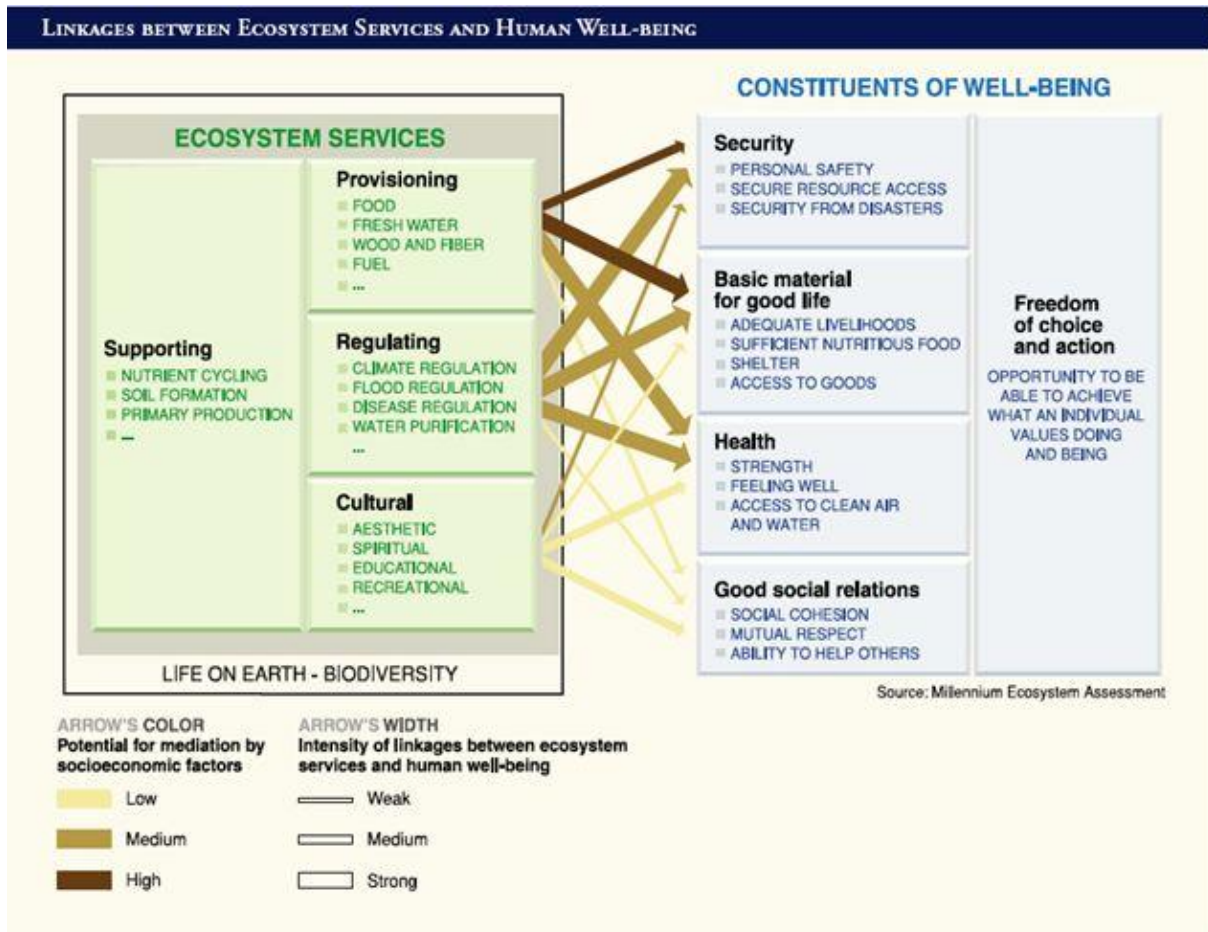 LINKAGES BETWEEN ECOSYSTEM SERVICES AND HUMAN WELL-BEING
ECOSYSTEM SERVICES
Supporting
NUTRIENT CYCLING
SOIL FORMATION
PRIMARY PRODUCTION
...
Provisioning
FOOD
FRESH WATER
WOOD AND FIBER
FUEL
...
Regulating
CLIMATE REGULATION
FLOOD REGULATION
DISEASE REGULATION
WATER PURIFICATION
...
Cultural
AESTHETIC
SPIRITUAL
EDUCATIONAL
RECREATIONAL
...
LIFE ON EARTH - BIODIVERSITY
CONSTITUENTS OF WELL-BEING
Security
PERSONAL SAFETY
SECURE RESOURCE ACCESS
SECURITY FROM DISASTERS
Basic material
for good life
ADEQUATE LIVELIHOODS
SUFFICIENT NUTRITIOUS FOOD
SHELTER
ACCESS TO GOODS
Health
STRENGTH
FEELING WELL
ACCESS TO CLEAN AIR
AND WATER
Good social relations
SOCIAL COHESION
MUTUAL RESPECT
ABILITY TO HELP OTHERS
Freedom
of choice
and action
OPPORTUNITY TO BE
ABLE TO ACHIEVE
WHAT AN INDIVIDUAL
VALUES DOING
AND BEING
Source: Millennium Ecosystem Assessment
ARROW'S COLOR
Potential for mediation by
socioeconomic factors
Low
Medium
High
ARROW'S WIDTH
Intensity of linkages between ecosystem
services and human well-being
Weak
Medium
Strong